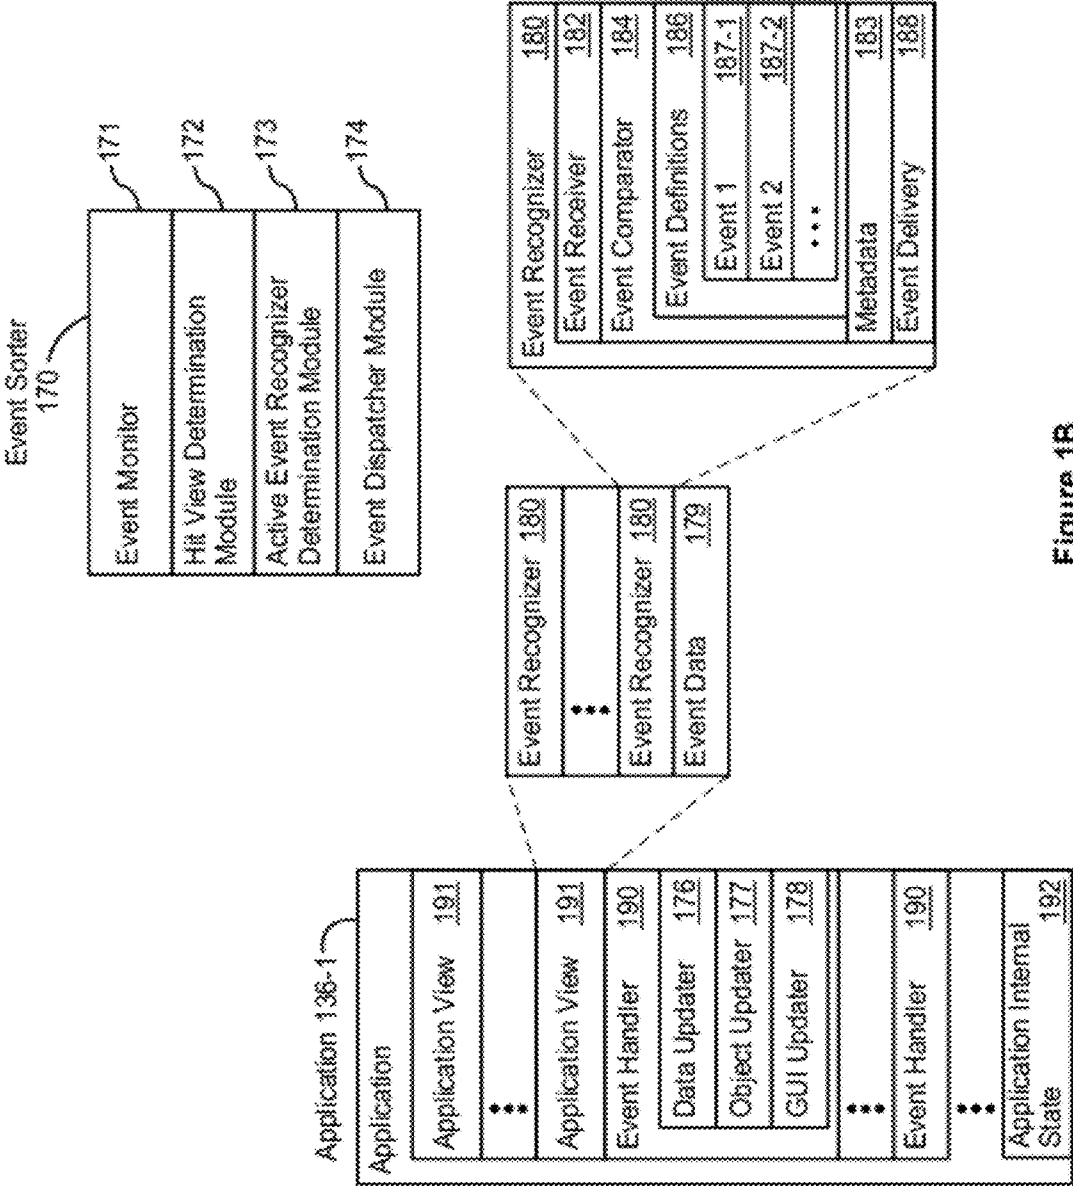 Event Sorter
170
Event Monitor
171
Hit View Determination
Module
172
Active Event Recognizer
Determination Module
173
Event Dispatcher Module
174
Application 136-1
Application
Application View 191
•••
Application View 191
Event Handler 190
Data Updater 176
Object Updater 177
GUI Updater 178
•••
Event Handler 190
•••
Application Internal
State 192
Event Recognizer 180
•••
Event Recognizer 180
Event Data 179
Event Recognizer 180
Event Receiver 182
Event Comparator 184
Event Definitions 186
Event 1 187-1
Event 2 187-2
•••
Metadata 183
Event Delivery 188
Figure 1B